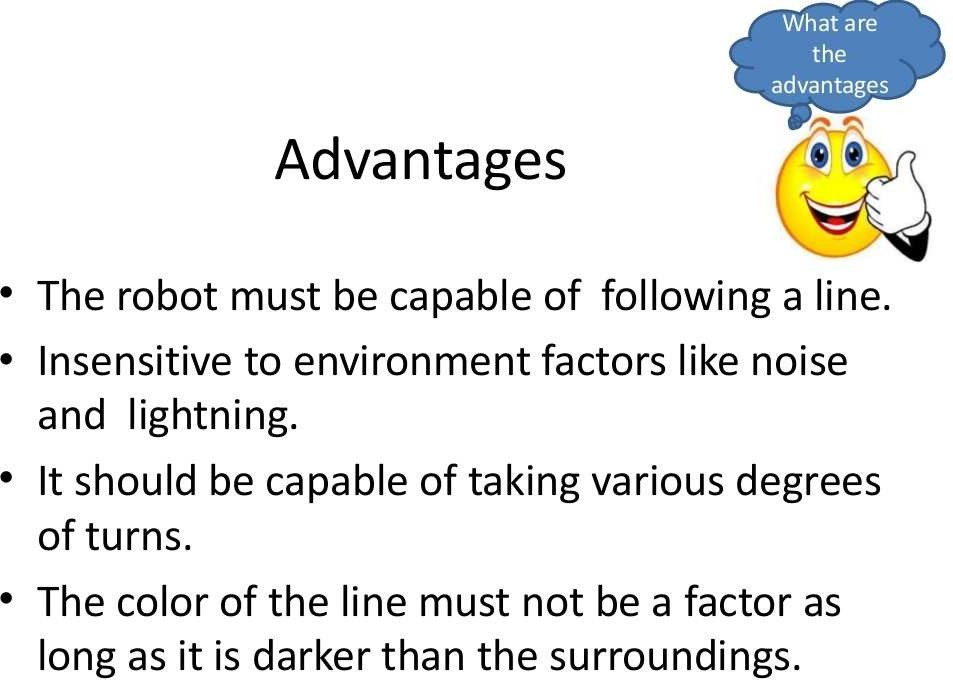 What are
the
advantages
Advantages
• The robot must be capable of  following a line.
• Insensitive to environment factors like noise
and  lightning.
• It should be capable of taking various degrees
of turns.
• The color of the line must not be a factor as
long as it is darker than the surroundings.